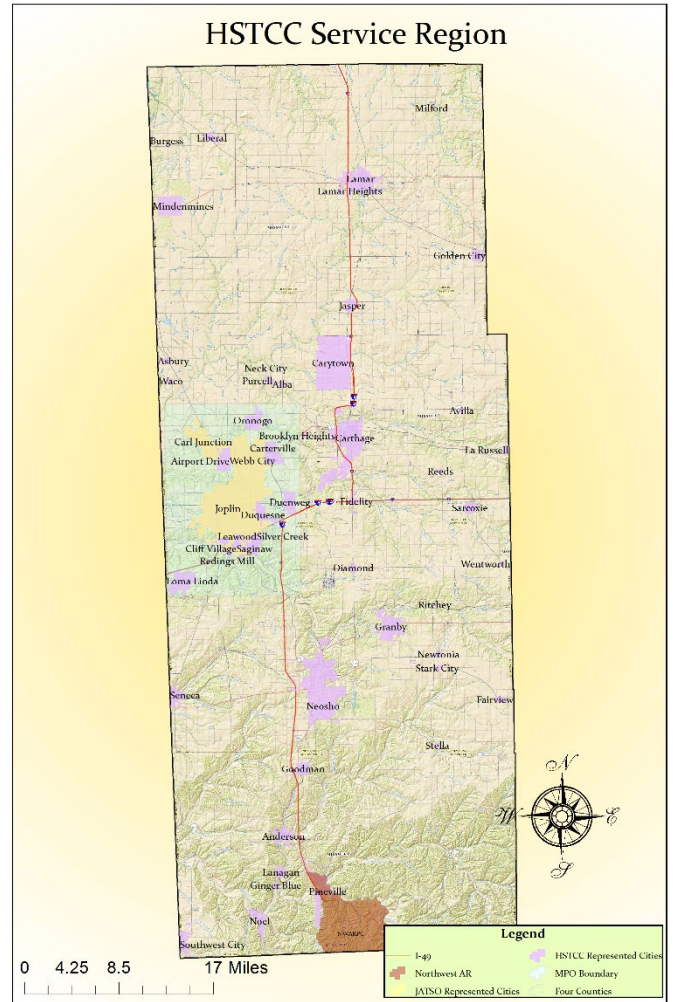 HSTCC Service Region
Milford
Liberal
Burgess
Lamar
Lamar Heights
Mindenmines
Golden City
Jasper
Carytown
Asbury
Neck City
Waco
Purcell
Alba
Avilla
Oronogo
Brooklyn Heights
Carthage
Carl Junction
Carterville
La Russell
Airport Drive
Webb City
Reeds
Duenweg
Fidelity
Joplin
Duquesne
Sarcoxie
Leawood
Silver Creek
Cliff Village
Saginaw
Redings Mill
Diamond
Wentworth
Loma Linda
Ritchey
Granby
Newtonia
Stark City
Seneca
Fairview
Neosho
Stella
Goodman
N
W
E
S
Anderson
Lanagan
Ginger Blue
Pineville
Noel
NWARPC
Southwest City
Legend
I-49
HSTCC Represented Cities
Northwest AR
MPO Boundary
JATSO Represented Cities
Four Counties
0 4.25 8.5 17 Miles